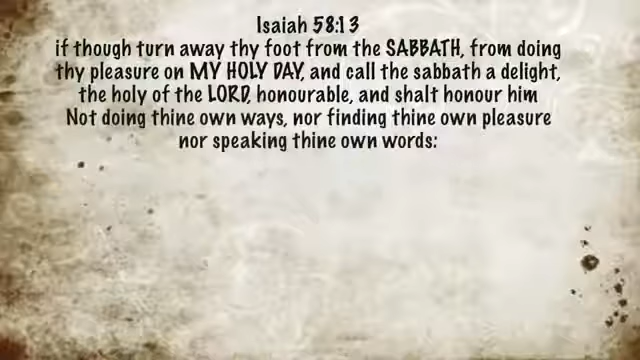 Isaiah 58:13
if though turn away thy foot from the SABBATH, from doing
thy pleasure on MY HOLY DAY, and call the sabbath a delight,
the holy of the LORD, honourable, and shalt honour him
Not doing thine own ways, nor finding thine own pleasure
nor speaking thine own words: